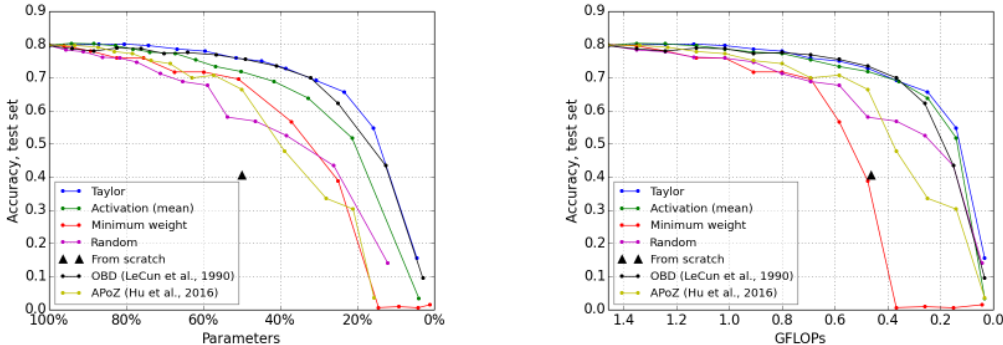 Accuracy, test set
0.9
0.8
0.7
0.6
0.5
0.4
0.3
0.2
0.1
0.0
Taylor
Activation (mean)
Minimum weight
Random
From scratch
OBD (LeCun et al., 1990)
APoZ (Hu et al., 2016)
100% 80% 60% 40% 20% 0%
Parameters
Accuracy, test set
0.9
0.8
0.7
0.6
0.5
0.4
0.3
0.2
0.1
0.0
Taylor
Activation (mean)
Minimum weight
Random
From scratch
OBD (LeCun et al., 1990)
APoZ (Hu et al., 2016)
1.4 1.2 1.0 0.8 0.6 0.4 0.2 0.0
GFLOPs